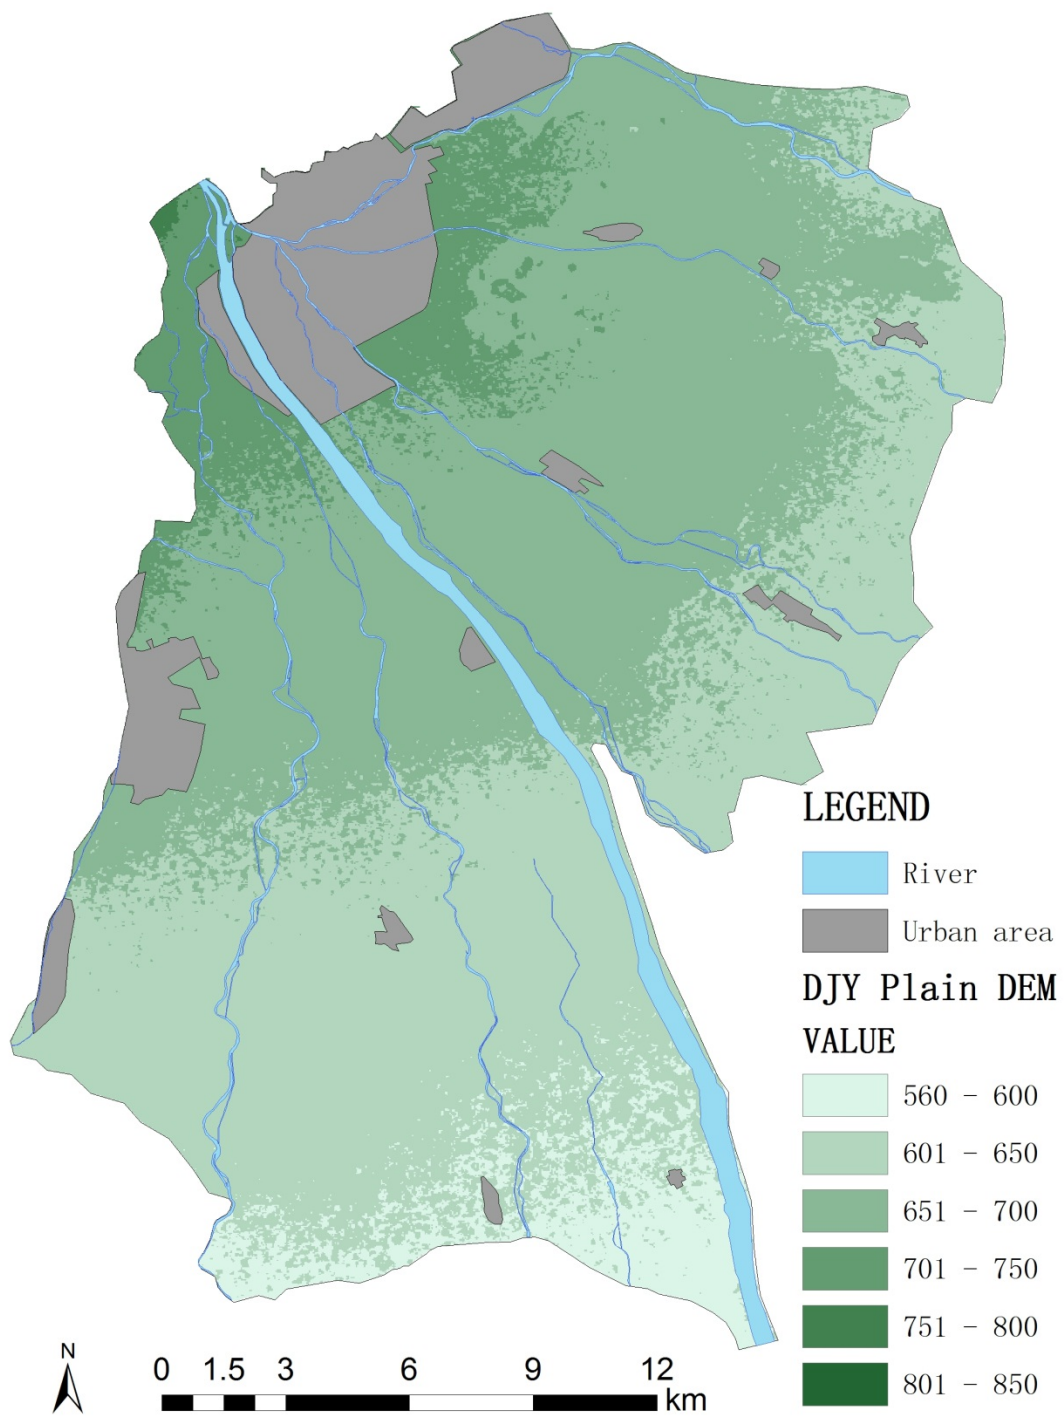 LEGEND
River
Urban area
DJY Plain DEM
VALUE
560 - 600
601 - 650
651 - 700
701 - 750
751 - 800
801 - 850
N
0 1.5 3 6 9 12
km